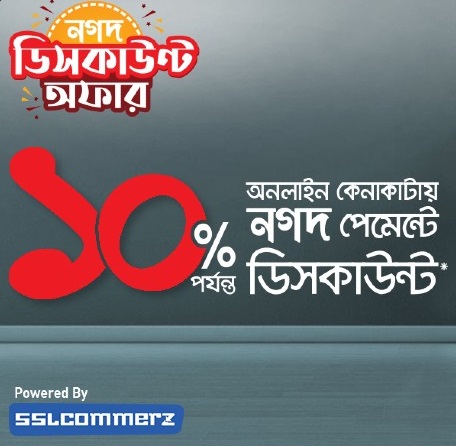 নগদ
ডিসকাউন্ট
অফার
১০%
পর্যন্ত
অনলাইন কেনাকাটায়
নগদ পেমেন্টে
ডিসকাউন্ট*
Powered By
SSLCOMMERZ